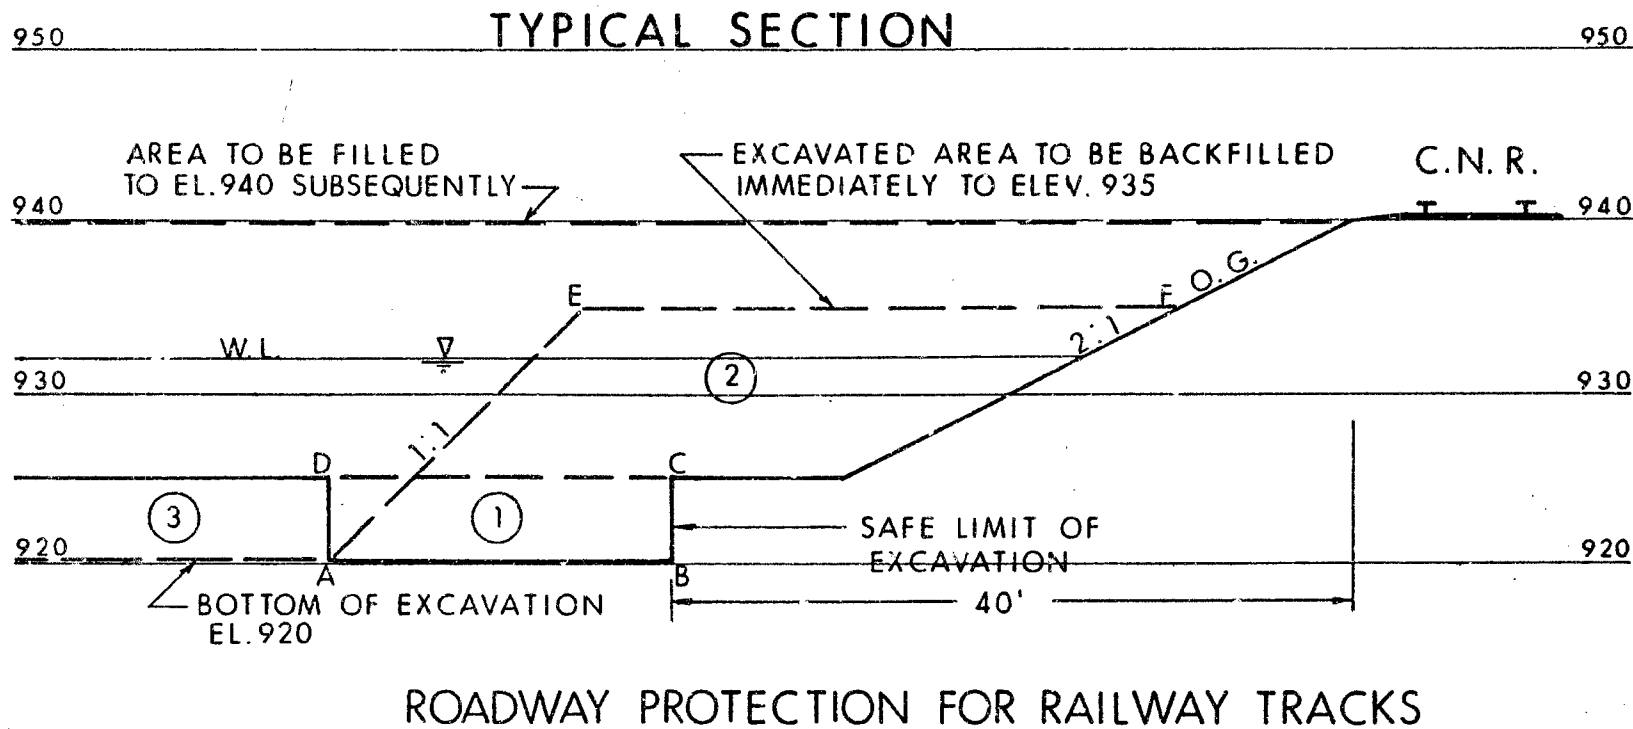 TYPICAL SECTION
950
950
AREA TO BE FILLED
TO EL.940 SUBSEQUENTLY
EXCAVATED AREA TO BE BACKFILLED
IMMEDIATELY TO ELEV. 935
C.N.R.
940
940
E
F
O.G.
2:1
W.L.
2
930
930
1:1
D
C
3
1
SAFE LIMIT OF
EXCAVATION
920
920
A
B
BOTTOM OF EXCAVATION
EL.920
40'
ROADWAY PROTECTION FOR RAILWAY TRACKS